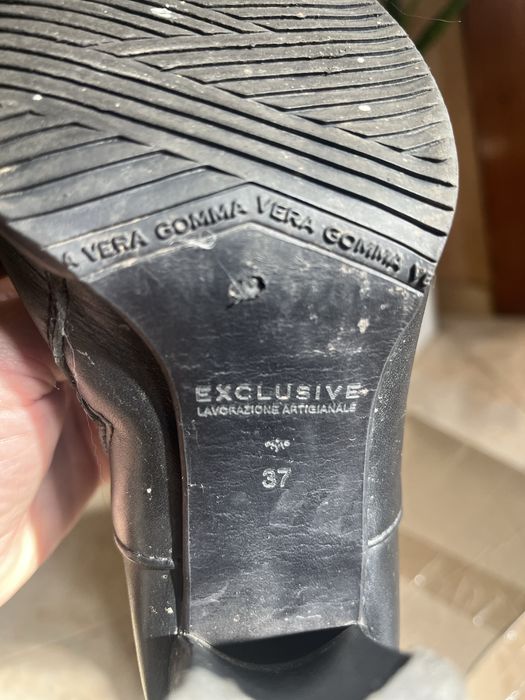 A VERA GOMMA VERA GOMMA VE
EXCLUSIVE
LAVORAZIONE ARTIGIANALE
37